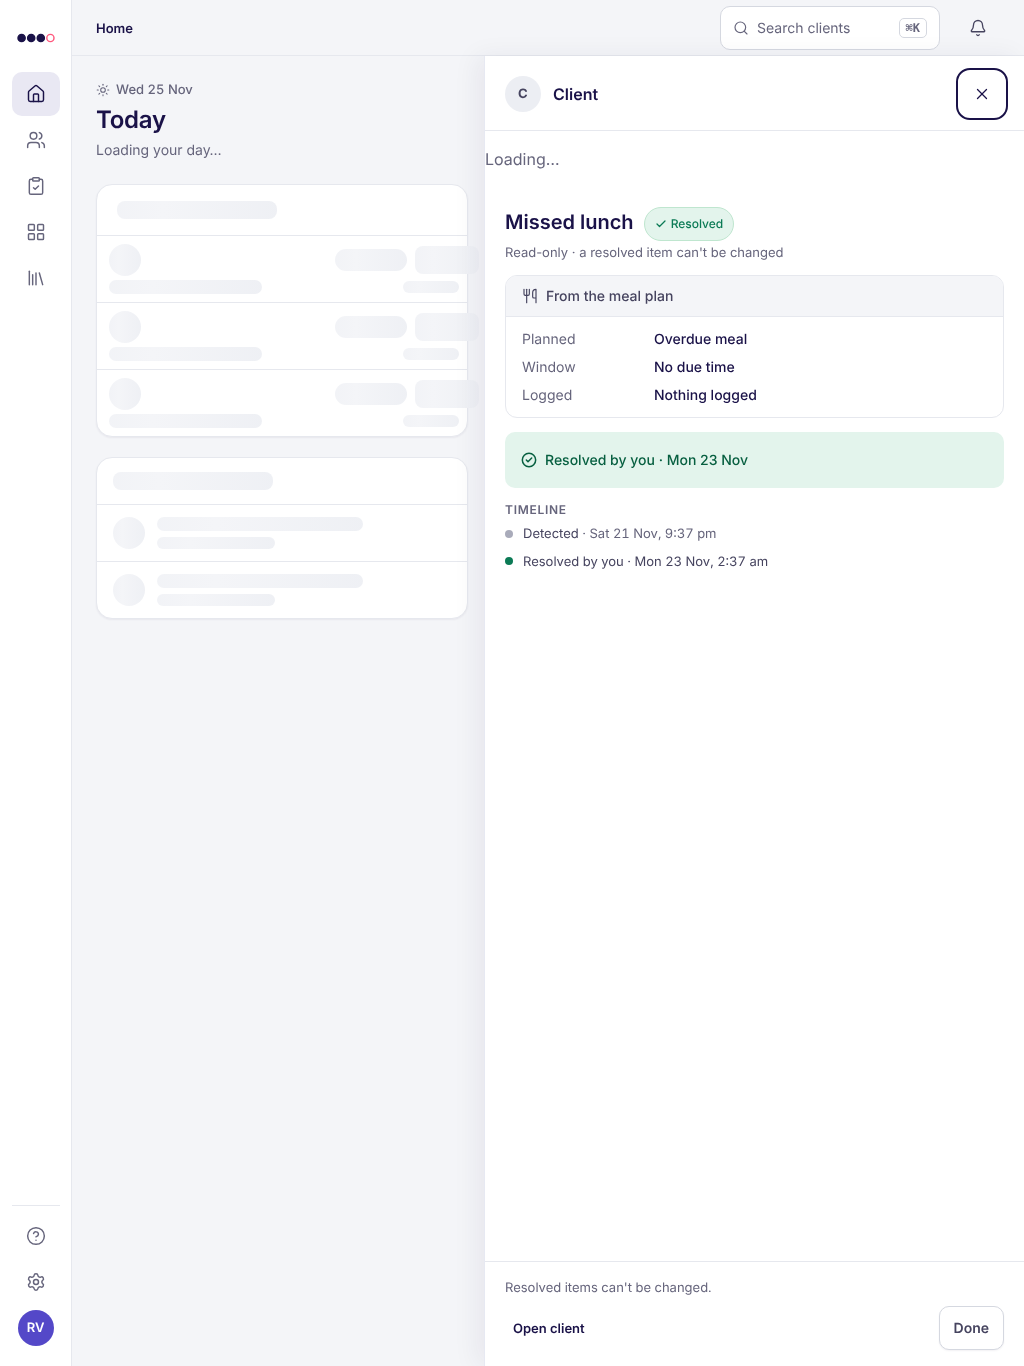 Home
Search clients ⌘K
Wed 25 Nov
Today
Loading your day...
C Client
Loading...
Missed lunch Resolved
Read-only · a resolved item can't be changed
From the meal plan
Planned Overdue meal
Window No due time
Logged Nothing logged
Resolved by you · Mon 23 Nov
TIMELINE
Detected · Sat 21 Nov, 9:37 pm
Resolved by you · Mon 23 Nov, 2:37 am
Resolved items can't be changed.
Open client Done
RV